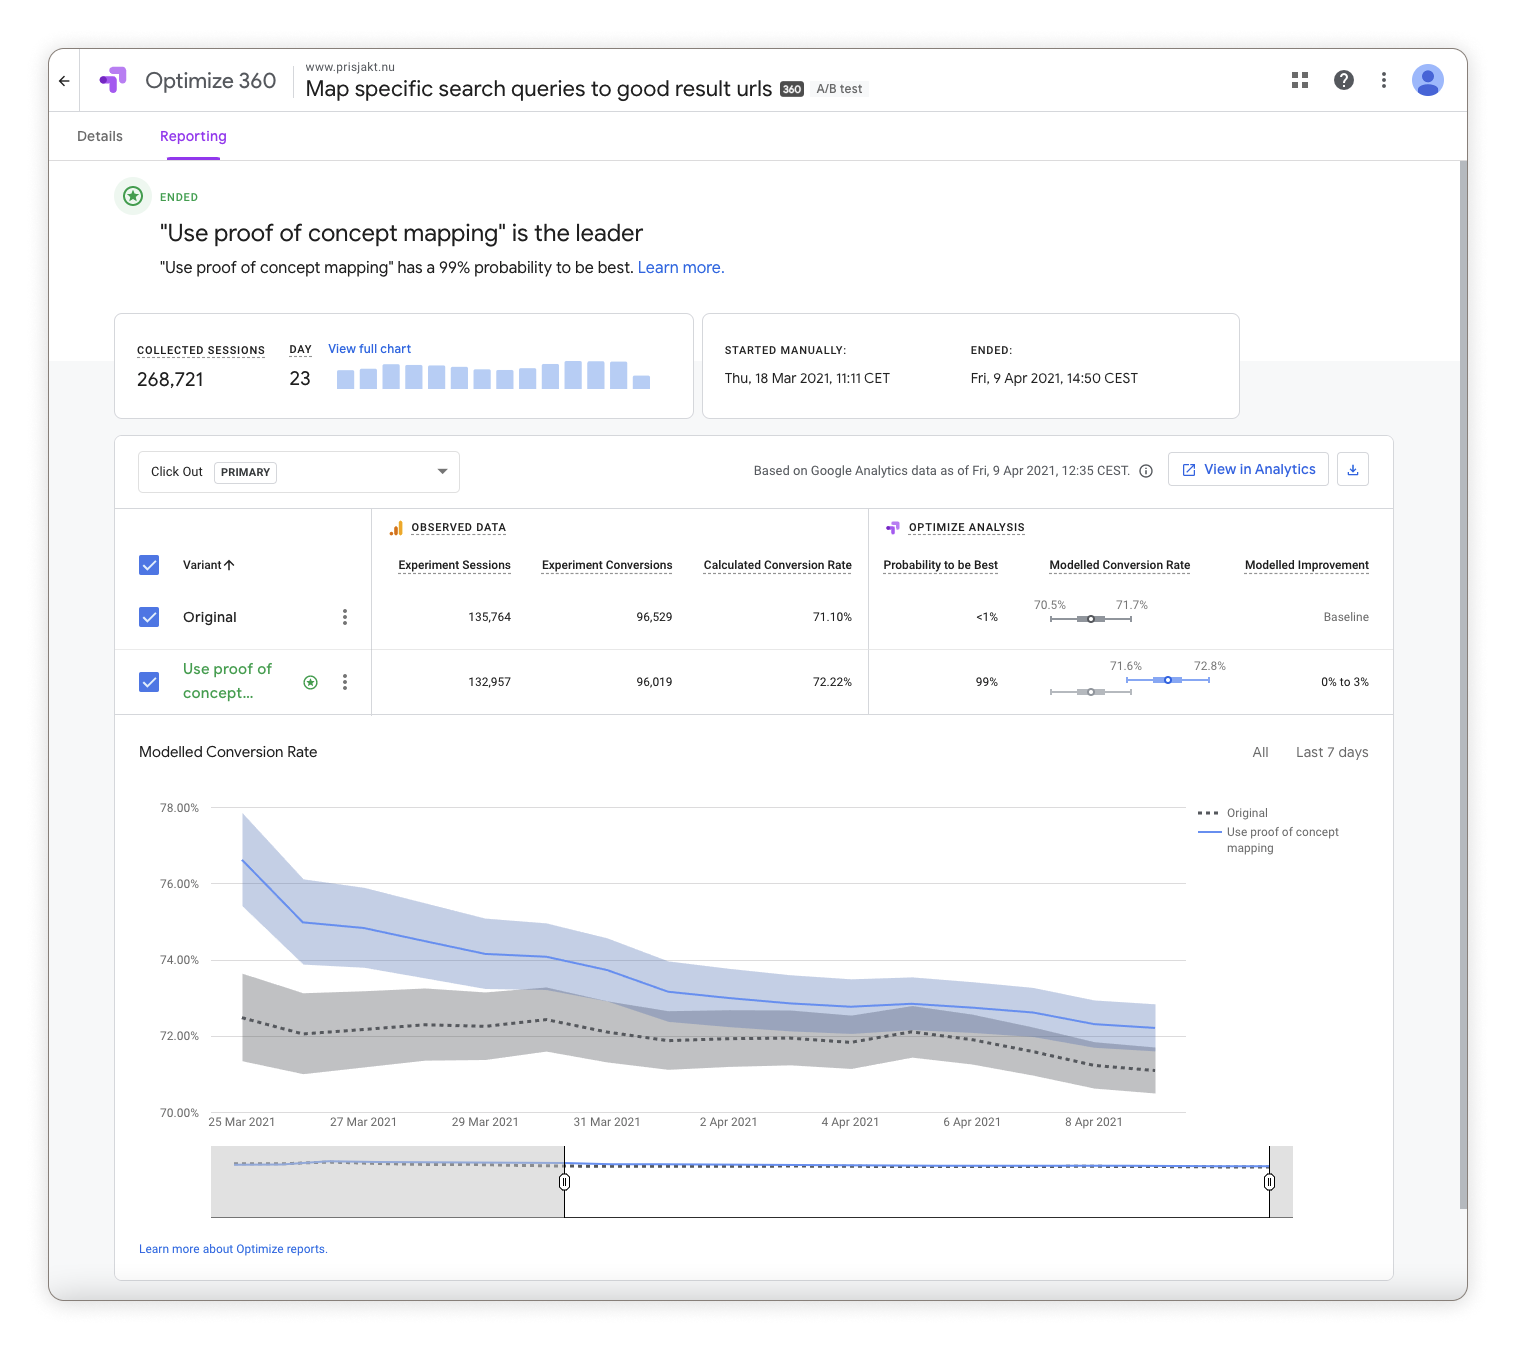 Optimize 360
www.prisjakt.nu
Map specific search queries to good result urls 360 A/B test
Details Reporting
ENDED
"Use proof of concept mapping" is the leader
"Use proof of concept mapping" has a 99% probability to be best. Learn more.
COLLECTED SESSIONS DAY View full chart
268,721 23
STARTED MANUALLY: ENDED:
Thu, 18 Mar 2021, 11:11 CET Fri, 9 Apr 2021, 14:50 CEST
Click Out PRIMARY
Based on Google Analytics data as of Fri, 9 Apr 2021, 12:35 CEST. View in Analytics
OBSERVED DATA OPTIMIZE ANALYSIS
Variant Experiment Sessions Experiment Conversions Calculated Conversion Rate Probability to be Best Modelled Conversion Rate Modelled Improvement
70.5% 71.7%
Original 135,764 96,529 71.10% <1% Baseline
71.6% 72.8%
Use proof of
concept... 132,957 96,019 72.22% 99% 0% to 3%
Modelled Conversion Rate All Last 7 days
78.00%
76.00%
74.00%
72.00%
70.00%
Original
Use proof of concept
mapping
25 Mar 2021 27 Mar 2021 29 Mar 2021 31 Mar 2021 2 Apr 2021 4 Apr 2021 6 Apr 2021 8 Apr 2021
Learn more about Optimize reports.